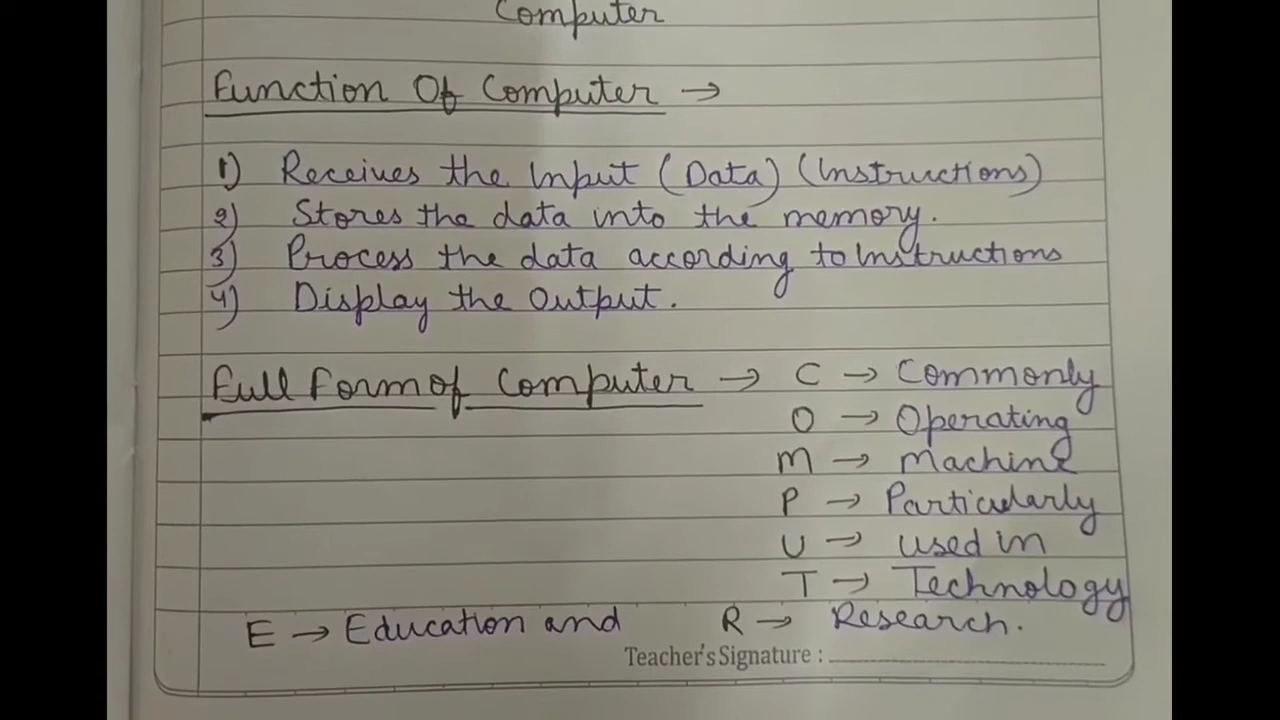 Computer
Function Of Computer →
1) Receives the Input (Data) (Instructions)
2) Stores the data into the memory.
3) Process the data according to Instructions
4) Display the Output.
Full Form of Computer → C → Commonly
O → Operating
M → Machine
P → Particularly
U → used in
T → Technology
E → Education and R → Research.
Teacher's Signature :